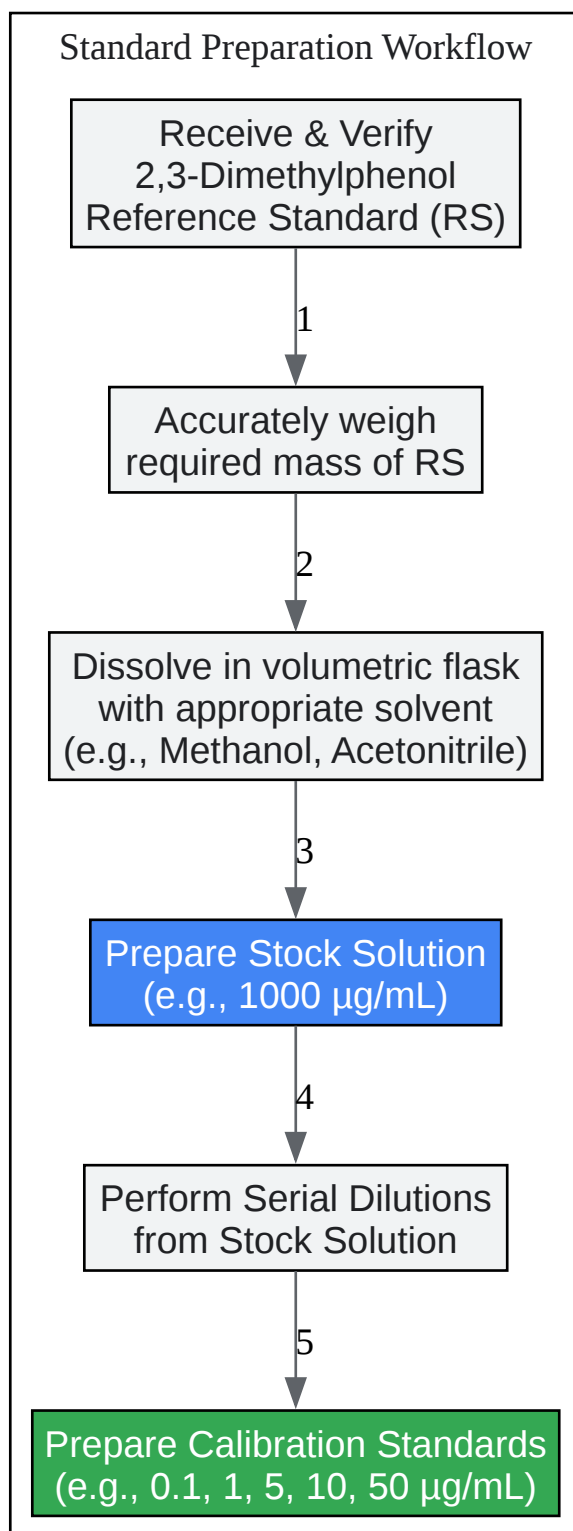 Standard Preparation Workflow
Receive & Verify
2,3-Dimethylphenol
Reference Standard (RS)
1
Accurately weigh
required mass of RS
2
Dissolve in volumetric flask
with appropriate solvent
(e.g., Methanol, Acetonitrile)
3
Prepare Stock Solution
(e.g., 1000 µg/mL)
4
Perform Serial Dilutions
from Stock Solution
5
Prepare Calibration Standards
(e.g., 0.1, 1, 5, 10, 50 µg/mL)